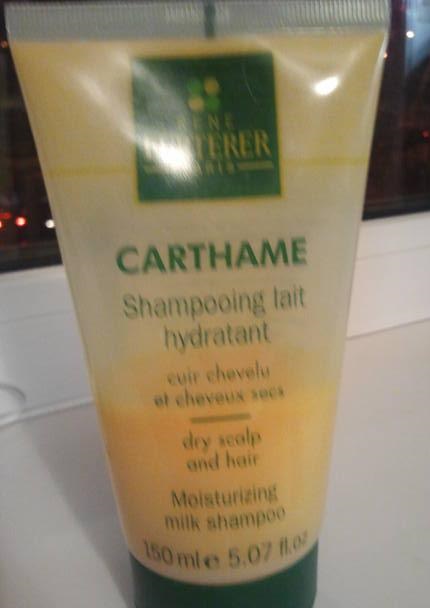 RENE
FURTERER
PARIS
CARTHAME
Shampooing lait
hydratant
cuir chevelu
et cheveux secs
dry scalp
and hair
Moisturizing
milk shampoo
150 ml e 5.07 fl.oz